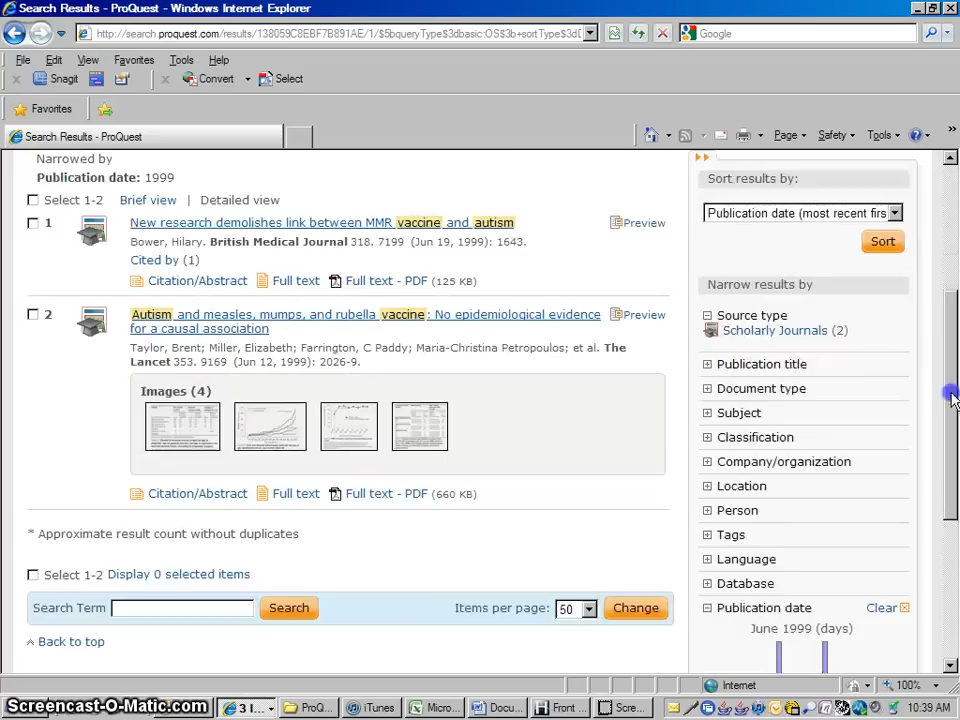 Search Results - ProQuest - Windows Internet Explorer
http://search.proquest.com/results/138059C8EBF7B891AE/1/$5bqueryType$3dbasic:OS$3b+sortType$3d
Google
File Edit View Favorites Tools Help
Snagit
Convert
Select
Favorites
Search Results - ProQuest
Page
Safety
Tools
Narrowed by
Publication date: 1999
Select 1-2 Brief view | Detailed view
1 New research demolishes link between MMR vaccine and autism
Preview
Bower, Hilary. British Medical Journal 318. 7199 (Jun 19, 1999): 1643.
Cited by (1)
Citation/Abstract Full text Full text - PDF (125 KB)
2 Autism and measles, mumps, and rubella vaccine: No epidemiological evidence
for a causal association
Preview
Taylor, Brent; Miller, Elizabeth; Farrington, C Paddy; Maria-Christina Petropoulos; et al. The
Lancet 353. 9169 (Jun 12, 1999): 2026-9.
Images (4)
Citation/Abstract Full text Full text - PDF (660 KB)
* Approximate result count without duplicates
Select 1-2 Display 0 selected items
Search Term Search
Items per page: 50 Change
Back to top
Sort results by:
Publication date (most recent firs
Sort
Narrow results by
Source type
Scholarly Journals (2)
Publication title
Document type
Subject
Classification
Company/organization
Location
Person
Tags
Language
Database
Publication date Clear
June 1999 (days)
Internet
100%
Screencast-O-Matic.com
3 I...
ProQ...
iTunes
Micro...
Docu...
Front ...
Scre...
10:39 AM